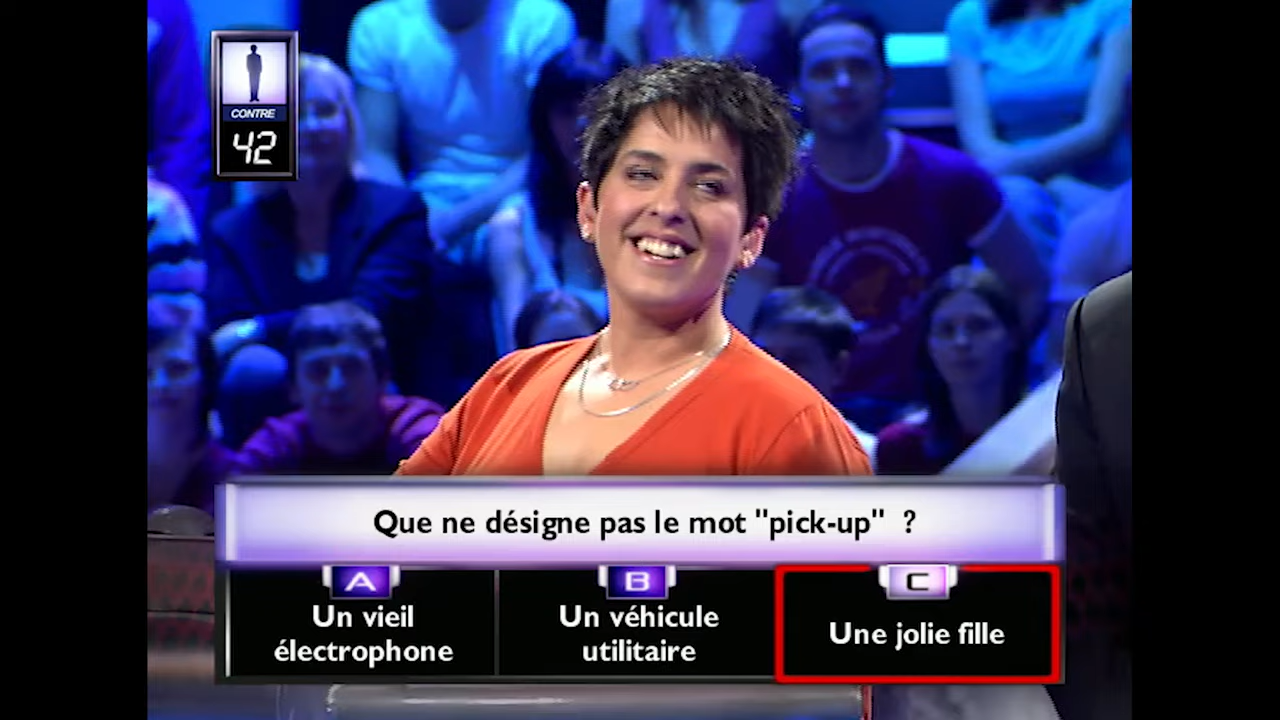 CONTRE
42
Que ne désigne pas le mot "pick-up" ?
A
Un vieil
électrophone
B
Un véhicule
utilitaire
C
Une jolie fille